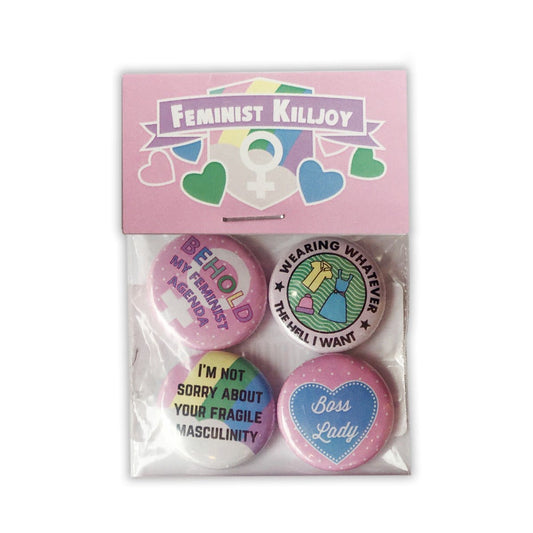 FEMINIST KILLJOY
BEHOLD
MY FEMINIST
AGENDA
WEARING WHATEVER
THE HELL I WANT
I'M NOT
SORRY ABOUT
YOUR FRAGILE
MASCULINITY
Boss
Lady